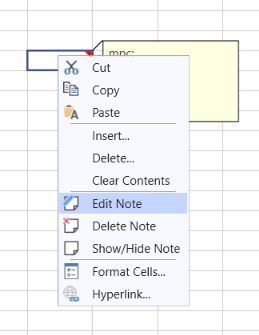 mpc:
Cut
Copy
Paste
Insert...
Delete...
Clear Contents
Edit Note
Delete Note
Show/Hide Note
Format Cells...
Hyperlink...